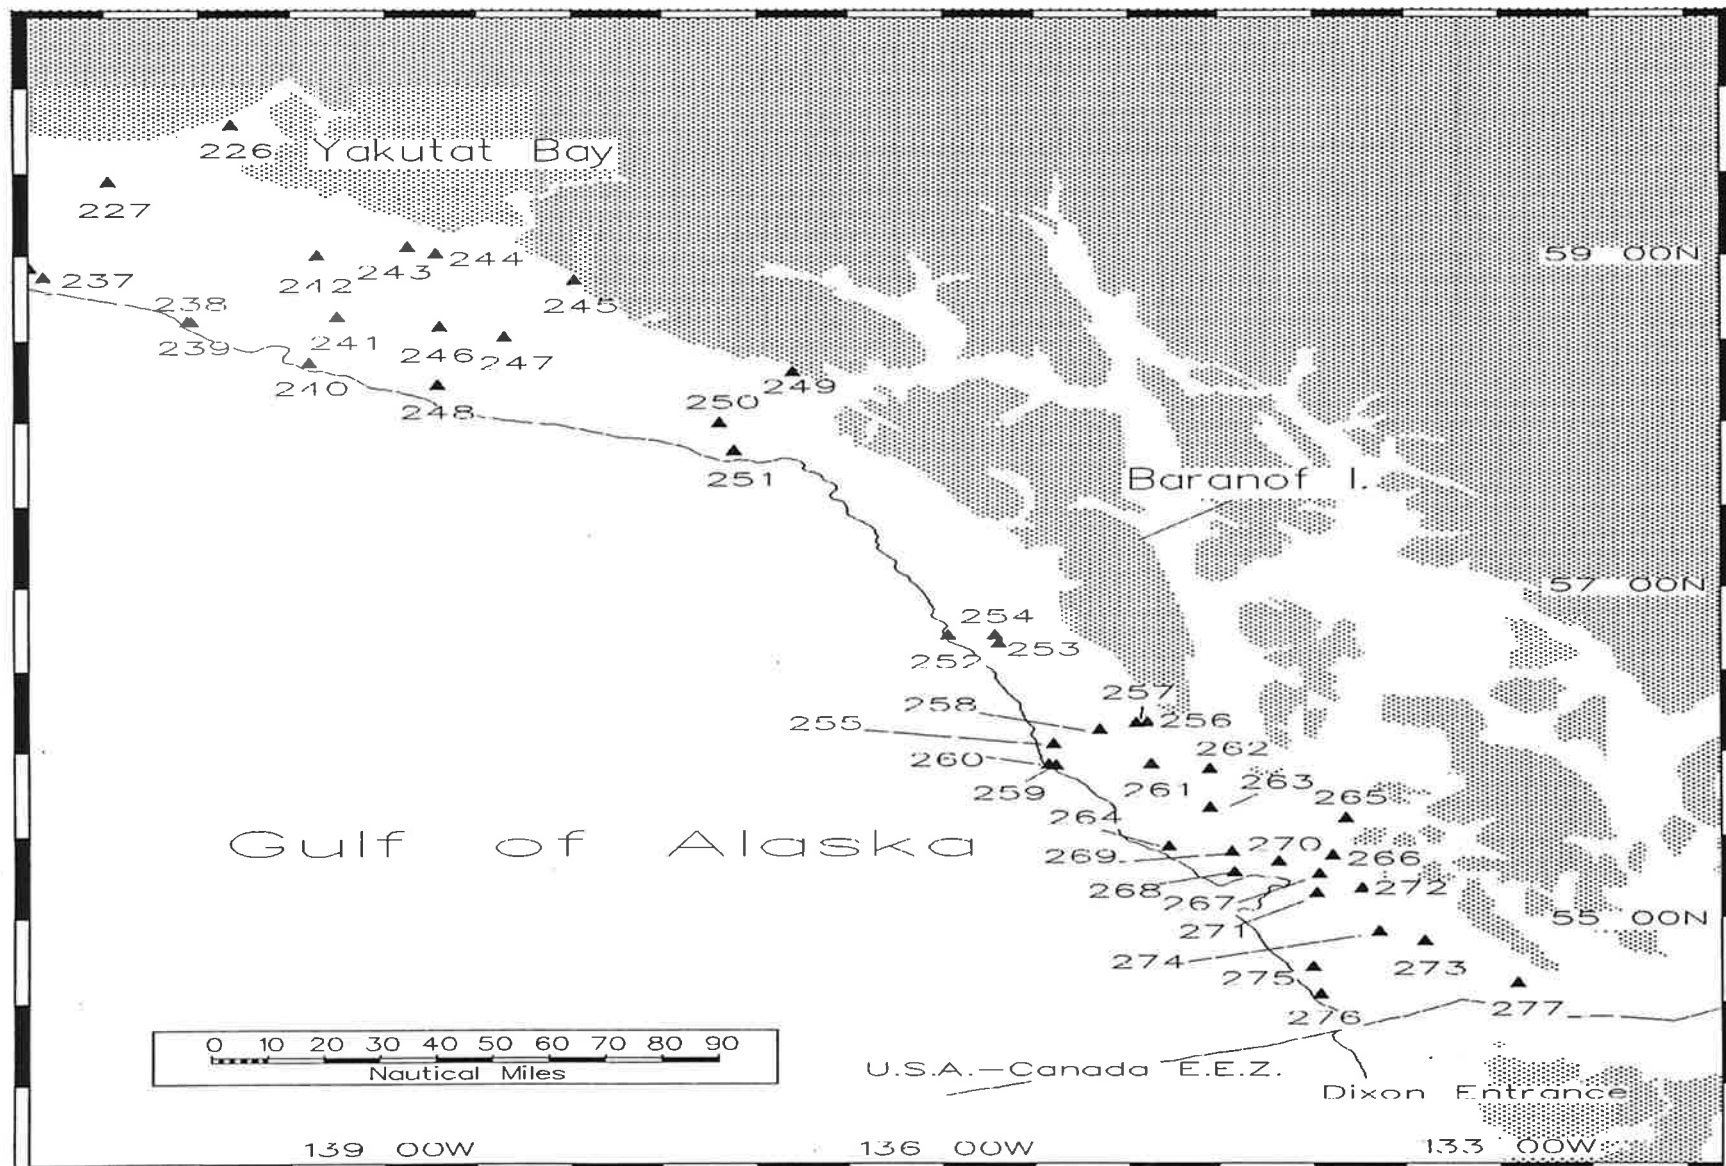 226 Yakutat Bay
227
59 00N
243 244
237 242
245
238
239 241 246 247
240 249
248 250
251
Baranof I.
57 00N
254
252 253
257
258 256
255
260 262
259 261 263
265
264
269 270 266
268 267 272
271 55 00N
274 273
275
276 277
Gulf of Alaska
0 10 20 30 40 50 60 70 80 90
Nautical Miles
U.S.A.-Canada E.E.Z.
Dixon Entrance
139 00W 136 00W 133 00W